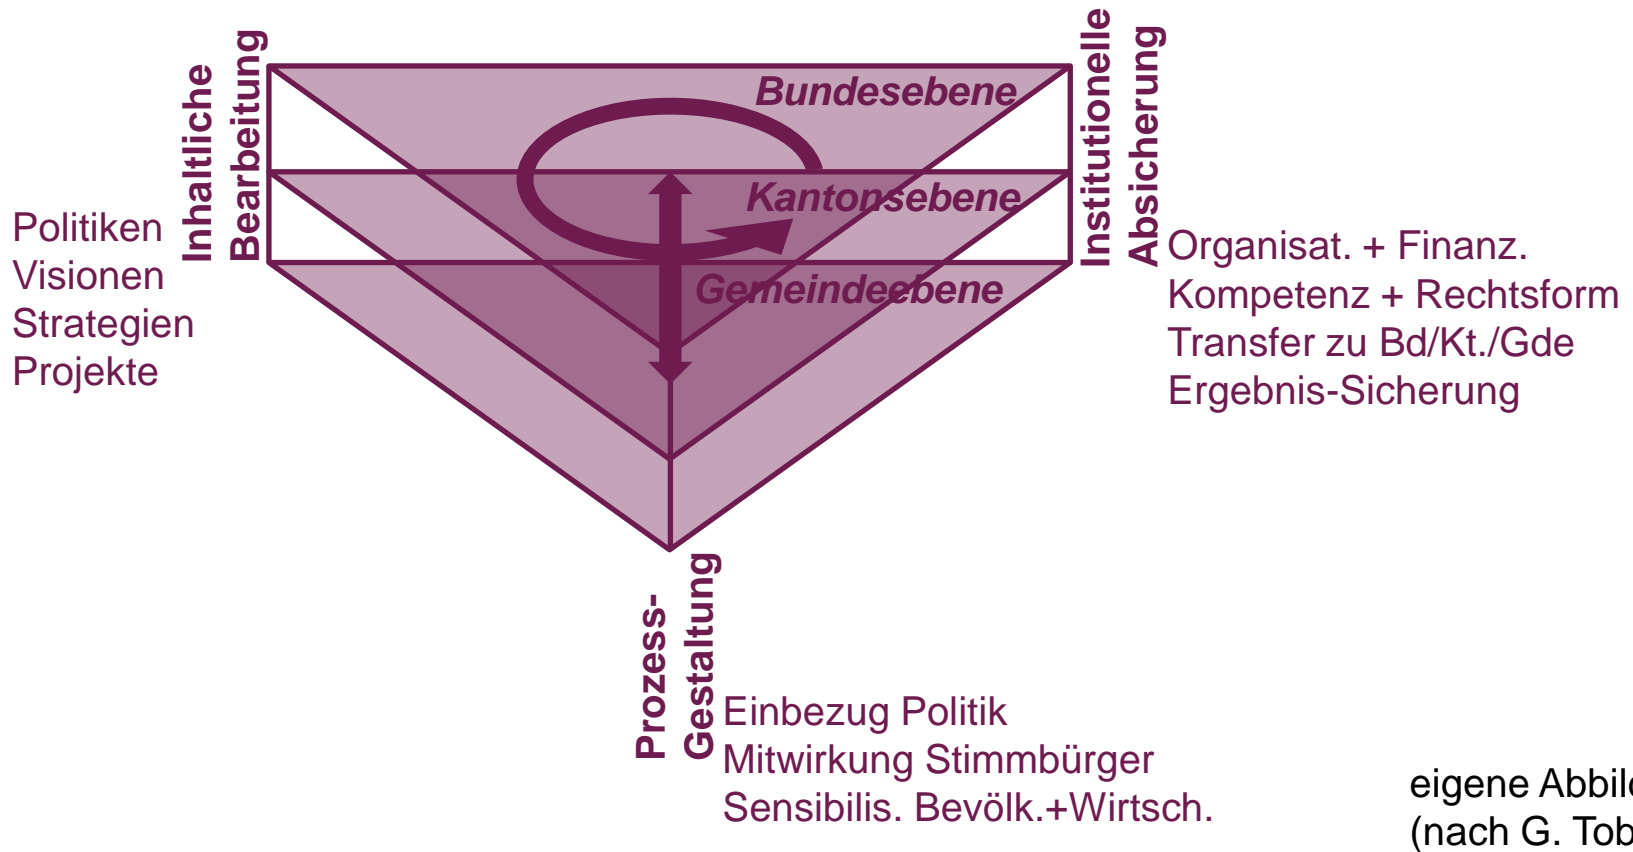 Inhaltliche
Bearbeitung
Politiken
Visionen
Strategien
Projekte
Bundesebene
Kantonsebene
Gemeindeebene
Institutionelle
Absicherung
Organisat. + Finanz.
Kompetenz + Rechtsform
Transfer zu Bd/Kt./Gde
Ergebnis-Sicherung
Prozess-
Gestaltung
Einbezug Politik
Mitwirkung Stimmbürger
Sensibilis. Bevölk.+Wirtsch.
eigene
(nach G.